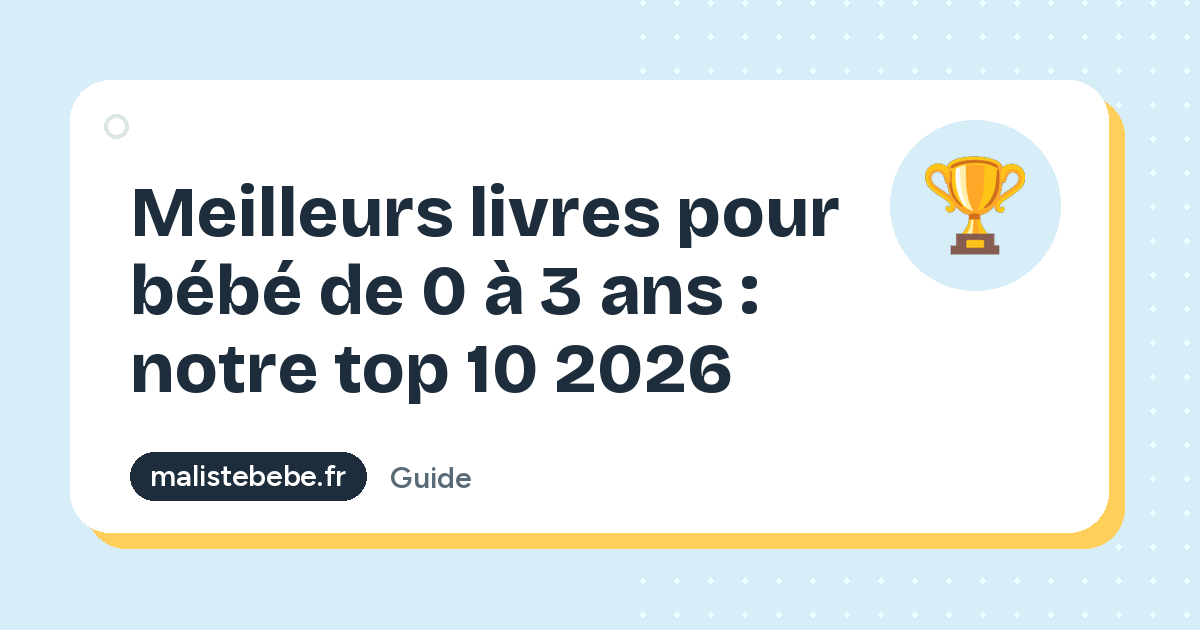 Meilleurs livres pour
bébé de 0 à 3 ans :
notre top 10 2026
malistebebe.fr
Guide